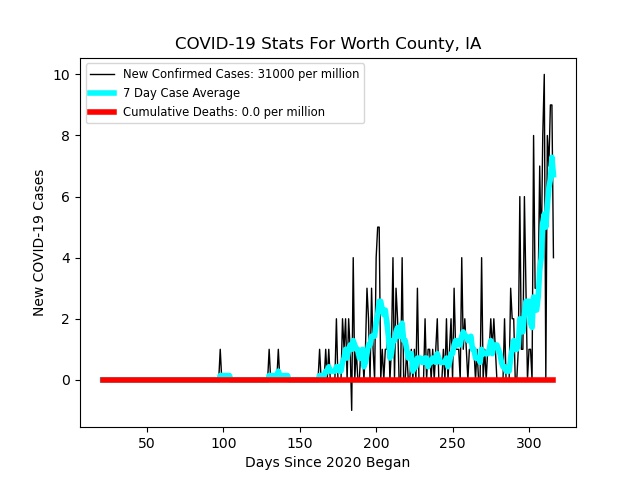 COVID-19 Stats For Worth County, IA
New Confirmed Cases: 31000 per million
7 Day Case Average
Cumulative Deaths: 0.0 per million
New COVID-19 Cases
10
8
6
4
2
0
50 100 150 200 250 300
Days Since 2020 Began